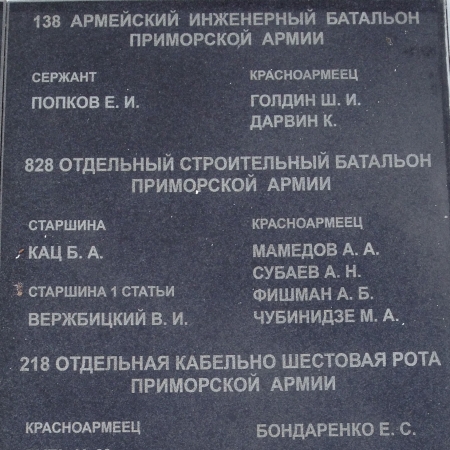 138 АРМЕЙСКИЙ ИНЖЕНЕРНЫЙ БАТАЛЬОН
ПРИМОРСКОЙ АРМИИ
СЕРЖАНТ
ПОПКОВ Е. И.
КРАСНОАРМЕЕЦ
ГОЛДИН Ш. И.
ДАРВИН К.
828 ОТДЕЛЬНЫЙ СТРОИТЕЛЬНЫЙ БАТАЛЬОН
ПРИМОРСКОЙ АРМИИ
СТАРШИНА
КАЦ Б. А.
СТАРШИНА 1 СТАТЬИ
ВЕРЖБИЦКИЙ В. И.
КРАСНОАРМЕЕЦ
МАМЕДОВ А. А.
СУБАЕВ А. Н.
ФИШМАН А. Б.
ЧУБИНИДЗЕ М. А.
218 ОТДЕЛЬНАЯ КАБЕЛЬНО ШЕСТОВАЯ РОТА
ПРИМОРСКОЙ АРМИИ
КРАСНОАРМЕЕЦ
БОНДАРЕНКО Е. С.